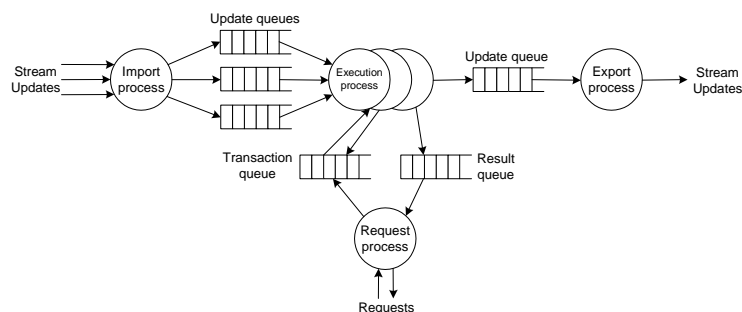 Update queues
Stream
Updates
Import
process
Execution
process
Update queue
Export
process
Stream
Updates
Transaction
queue
Result
queue
Request
process
Requests